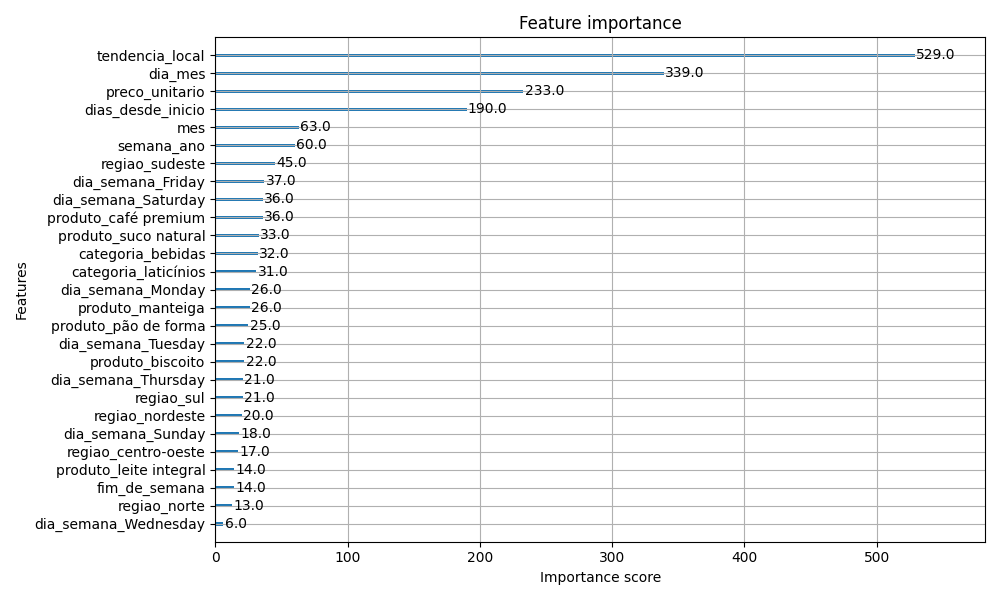 Feature importance
tendencia_local 529.0
dia_mes 339.0
preco_unitario 233.0
dias_desde_inicio 190.0
mes 63.0
semana_ano 60.0
regiao_sudeste 45.0
dia_semana_Friday 37.0
dia_semana_Saturday 36.0
produto_café premium 36.0
produto_suco natural 33.0
categoria_bebidas 32.0
categoria_laticínios 31.0
dia_semana_Monday 26.0
produto_manteiga 26.0
produto_pão de forma 25.0
dia_semana_Tuesday 22.0
produto_biscoito 22.0
dia_semana_Thursday 21.0
regiao_sul 21.0
regiao_nordeste 20.0
dia_semana_Sunday 18.0
regiao_centro-oeste 17.0
produto_leite integral 14.0
fim_de_semana 14.0
regiao_norte 13.0
dia_semana_Wednesday 6.0
Features
0 100 200 300 400 500
Importance score